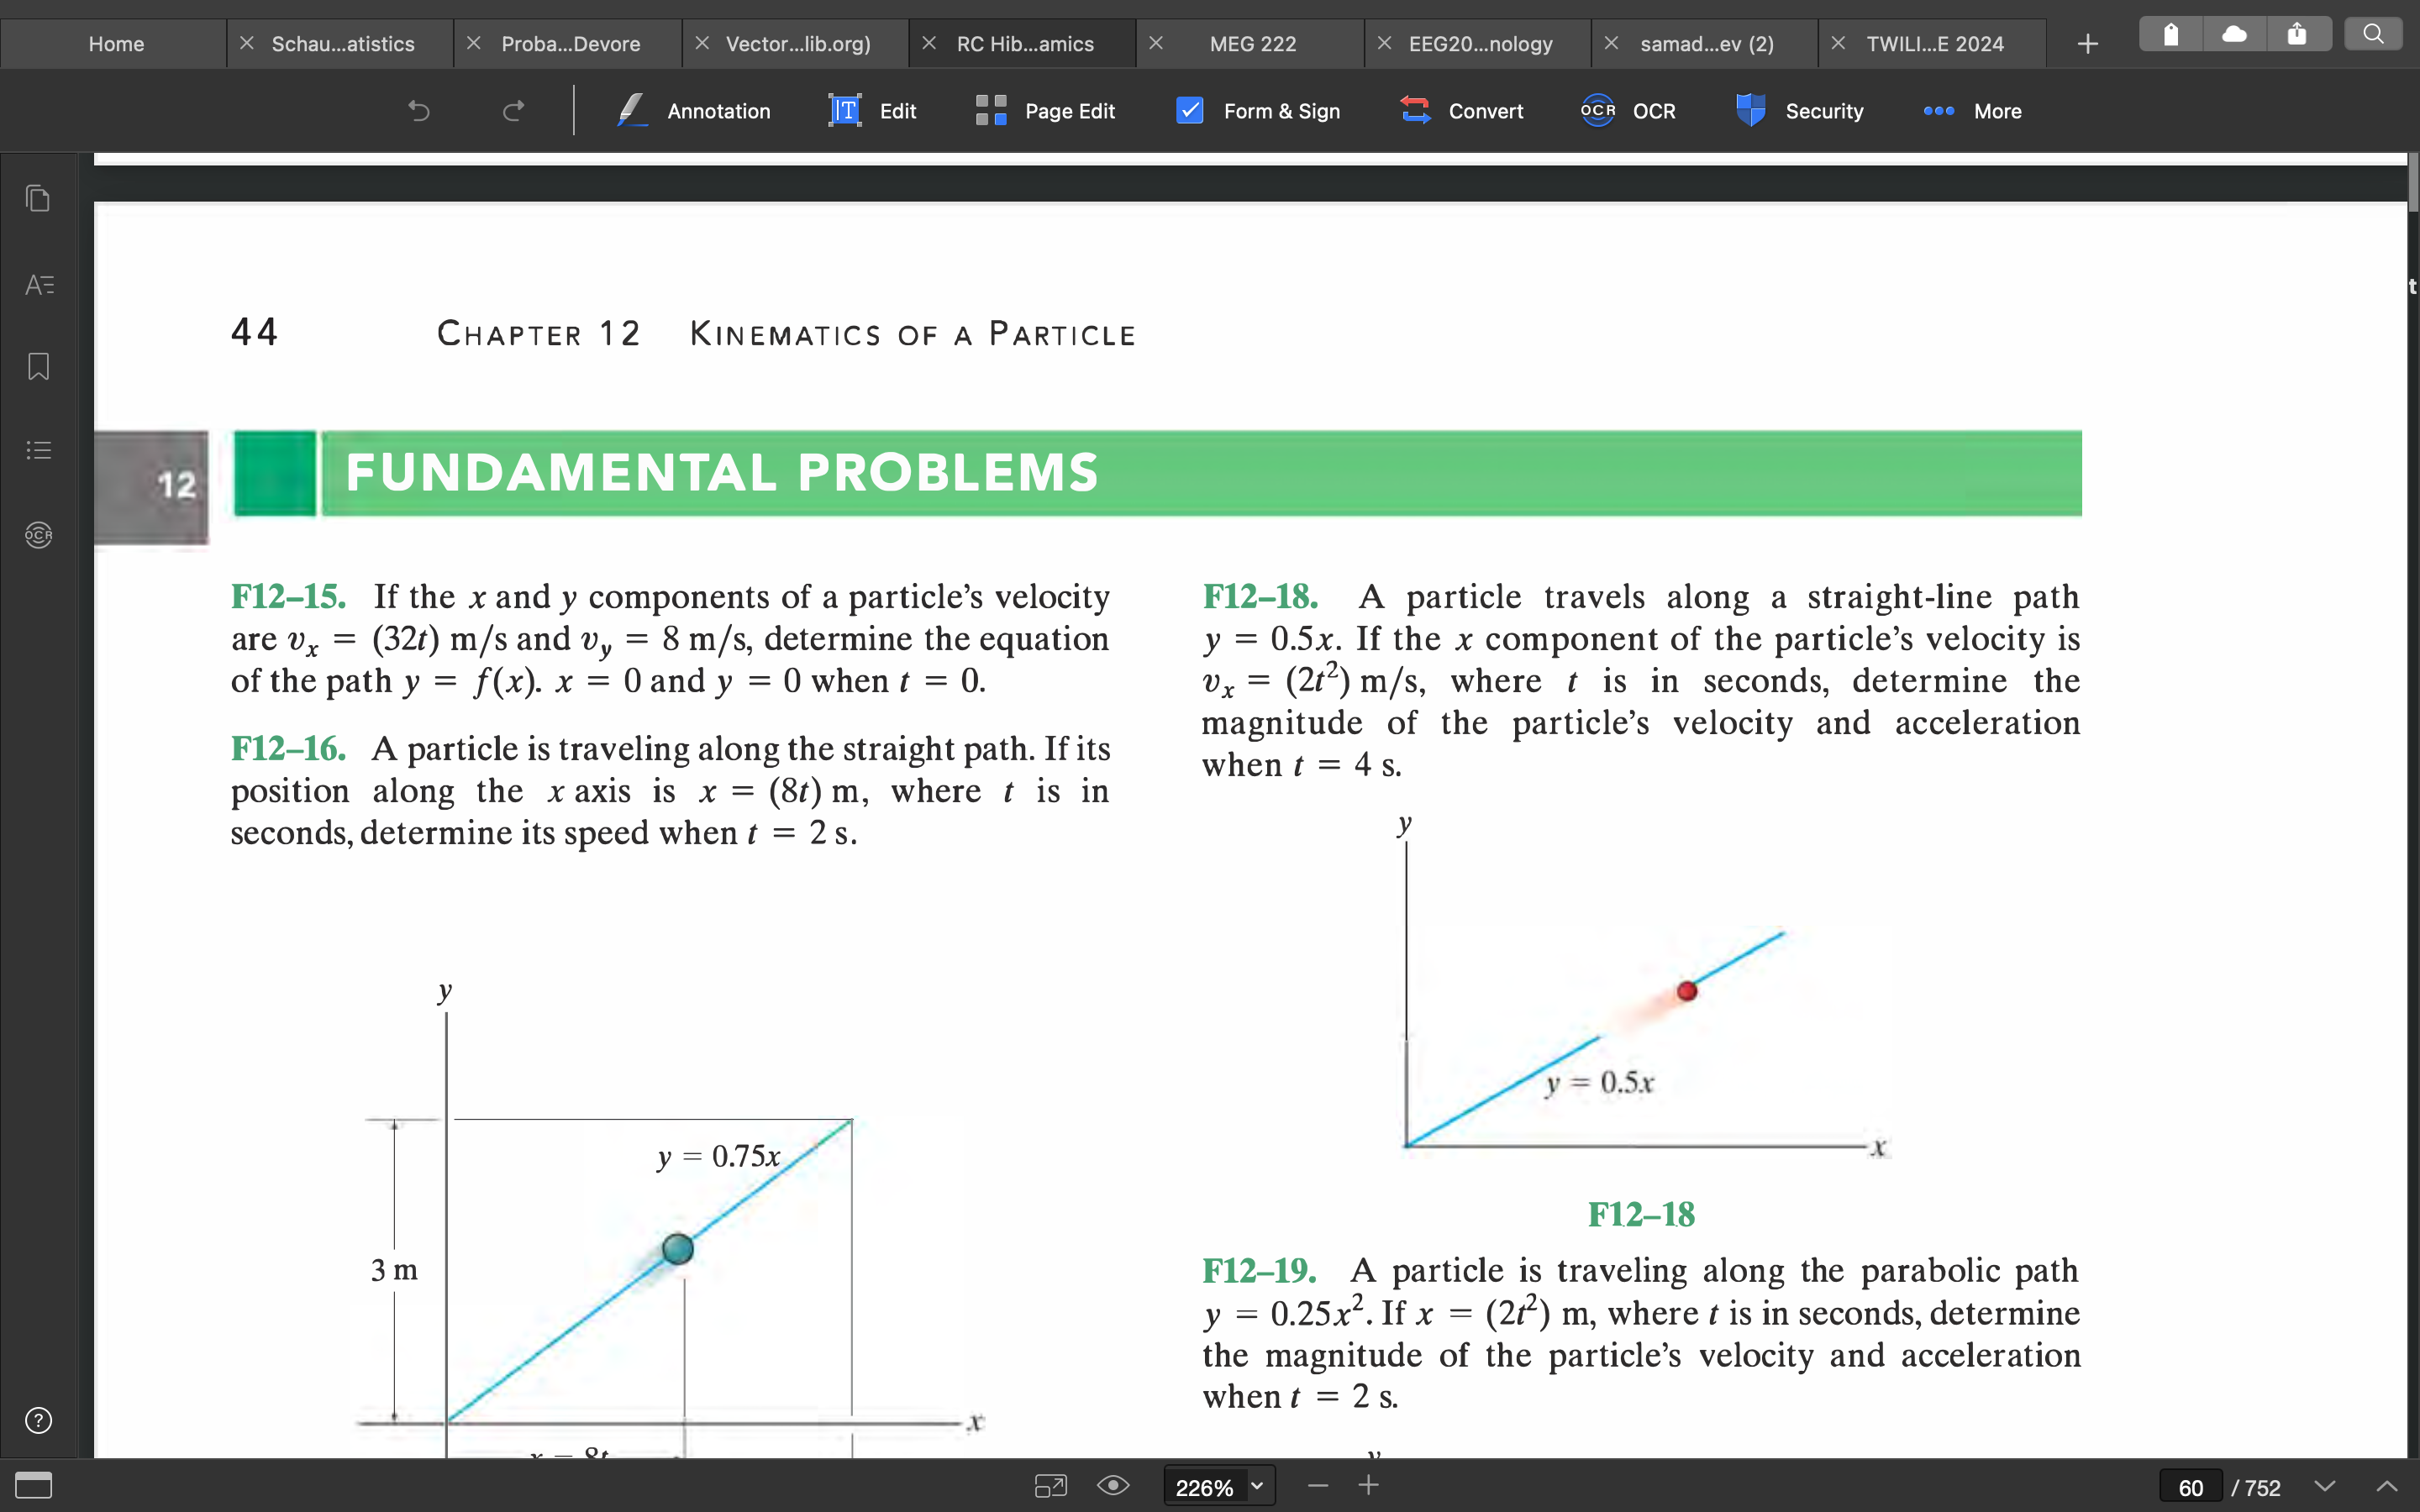 Home
Schau...atistics
Proba...Devore
Vector...lib.org)
RC Hib...amics
MEG 222
EEG20...nology
samad...ev (2)
TWILI...E 2024
Annotation
Edit
Page Edit
Form & Sign
Convert
OCR
OCR
Security
More
44 CHAPTER 12 KINEMATICS OF A PARTICLE
12
FUNDAMENTAL PROBLEMS
F12–15. If the x and y components of a particle's velocity
are vₓ = (32t) m/s and v_y = 8 m/s, determine the equation
of the path y = f(x). x = 0 and y = 0 when t = 0.
F12–16. A particle is traveling along the straight path. If its
position along the x axis is x = (8t) m, where t is in
seconds, determine its speed when t = 2 s.
y
y = 0.75x
3 m
x
x = 8t
F12–18. A particle travels along a straight-line path
y = 0.5x. If the x component of the particle's velocity is
vₓ = (2t²) m/s, where t is in seconds, determine the
magnitude of the particle's velocity and acceleration
when t = 4 s.
y
y = 0.5x
x
F12–18
F12–19. A particle is traveling along the parabolic path
y = 0.25x². If x = (2t²) m, where t is in seconds, determine
the magnitude of the particle's velocity and acceleration
when t = 2 s.
y
t
OCR
226%
60 / 752